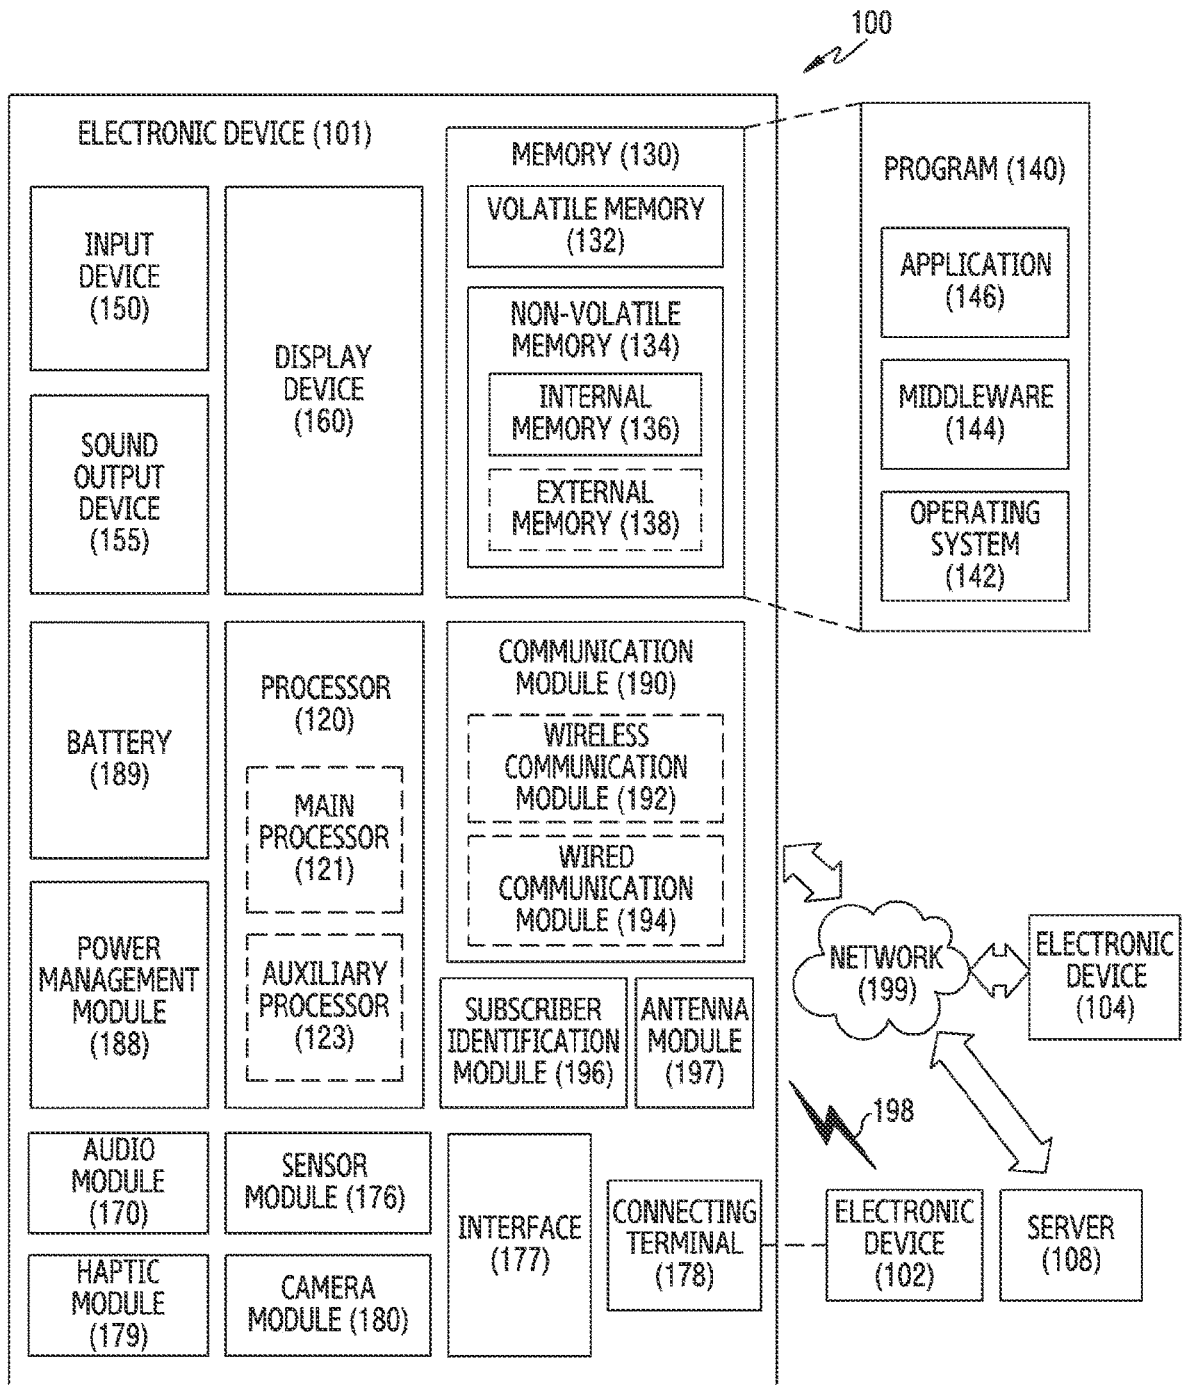 100
ELECTRONIC DEVICE (101)
INPUT
DEVICE
(150)
SOUND
OUTPUT
DEVICE
(155)
DISPLAY
DEVICE
(160)
MEMORY (130)
VOLATILE MEMORY
(132)
NON-VOLATILE
MEMORY (134)
INTERNAL
MEMORY (136)
EXTERNAL
MEMORY (138)
PROGRAM (140)
APPLICATION
(146)
MIDDLEWARE
(144)
OPERATING
SYSTEM
(142)
BATTERY
(189)
POWER
MANAGEMENT
MODULE
(188)
PROCESSOR
(120)
MAIN
PROCESSOR
(121)
AUXILIARY
PROCESSOR
(123)
COMMUNICATION
MODULE (190)
WIRELESS
COMMUNICATION
MODULE (192)
WIRED
COMMUNICATION
MODULE (194)
SUBSCRIBER
IDENTIFICATION
MODULE (196)
ANTENNA
MODULE
(197)
NETWORK
(199)
ELECTRONIC
DEVICE
(104)
198
AUDIO
MODULE
(170)
SENSOR
MODULE (176)
HAPTIC
MODULE
(179)
CAMERA
MODULE (180)
INTERFACE
(177)
CONNECTING
TERMINAL
(178)
ELECTRONIC
DEVICE
(102)
SERVER
(108)